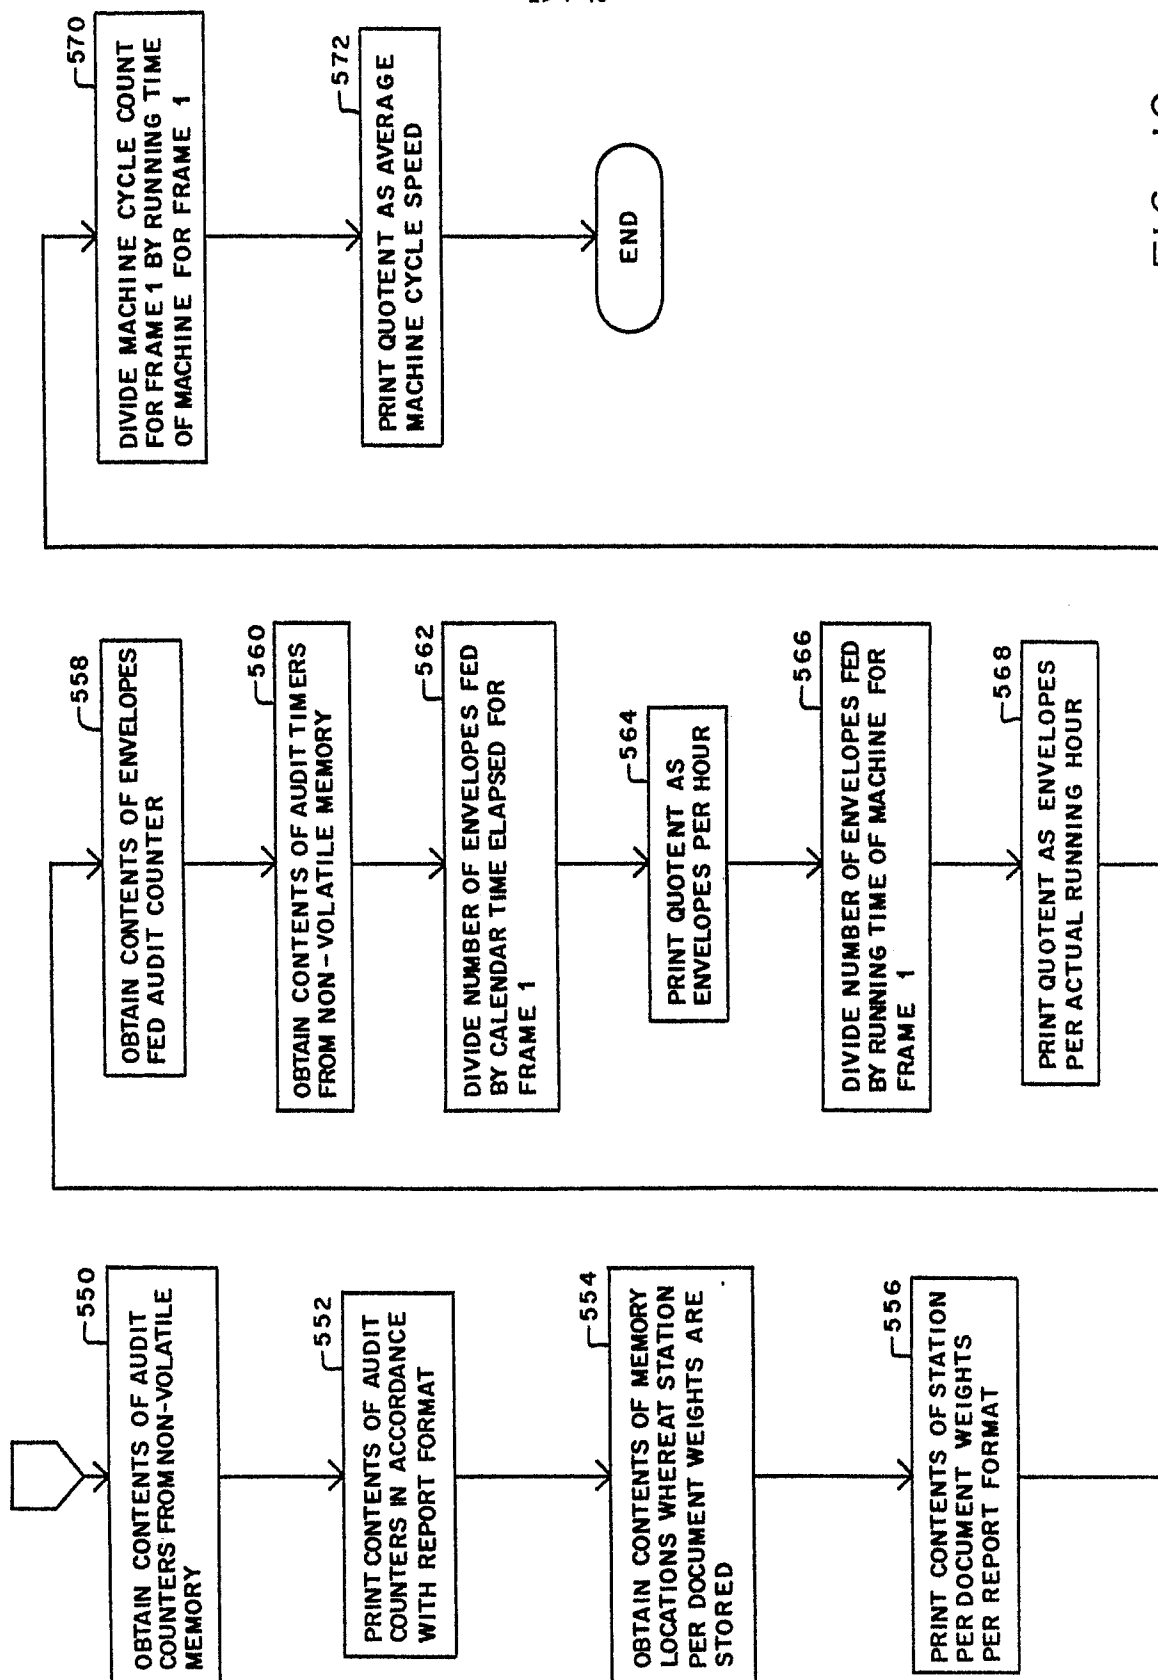 550
OBTAIN CONTENTS OF AUDIT
COUNTERS FROM NON-VOLATILE
MEMORY
552
PRINT CONTENTS OF AUDIT
COUNTERS IN ACCORDANCE
WITH REPORT FORMAT
554
OBTAIN CONTENTS OF MEMORY
LOCATIONS WHEREAT STATION
PER DOCUMENT WEIGHTS ARE
STORED
556
PRINT CONTENTS OF STATION
PER DOCUMENT WEIGHTS
PER REPORT FORMAT
558
OBTAIN CONTENTS OF ENVELOPES
FED AUDIT COUNTER
560
OBTAIN CONTENTS OF AUDIT TIMERS
FROM NON-VOLATILE MEMORY
562
DIVIDE NUMBER OF ENVELOPES FED
BY CALENDAR TIME ELAPSED FOR
FRAME 1
564
PRINT QUOTENT AS
ENVELOPES PER HOUR
566
DIVIDE NUMBER OF ENVELOPES FED
BY RUNNING TIME OF MACHINE FOR
FRAME 1
568
PRINT QUOTENT AS ENVELOPES
PER ACTUAL RUNNING HOUR
570
DIVIDE MACHINE CYCLE COUNT
FOR FRAME 1 BY RUNNING TIME
OF MACHINE FOR FRAME 1
572
PRINT QUOTENT AS AVERAGE
MACHINE CYCLE SPEED
END